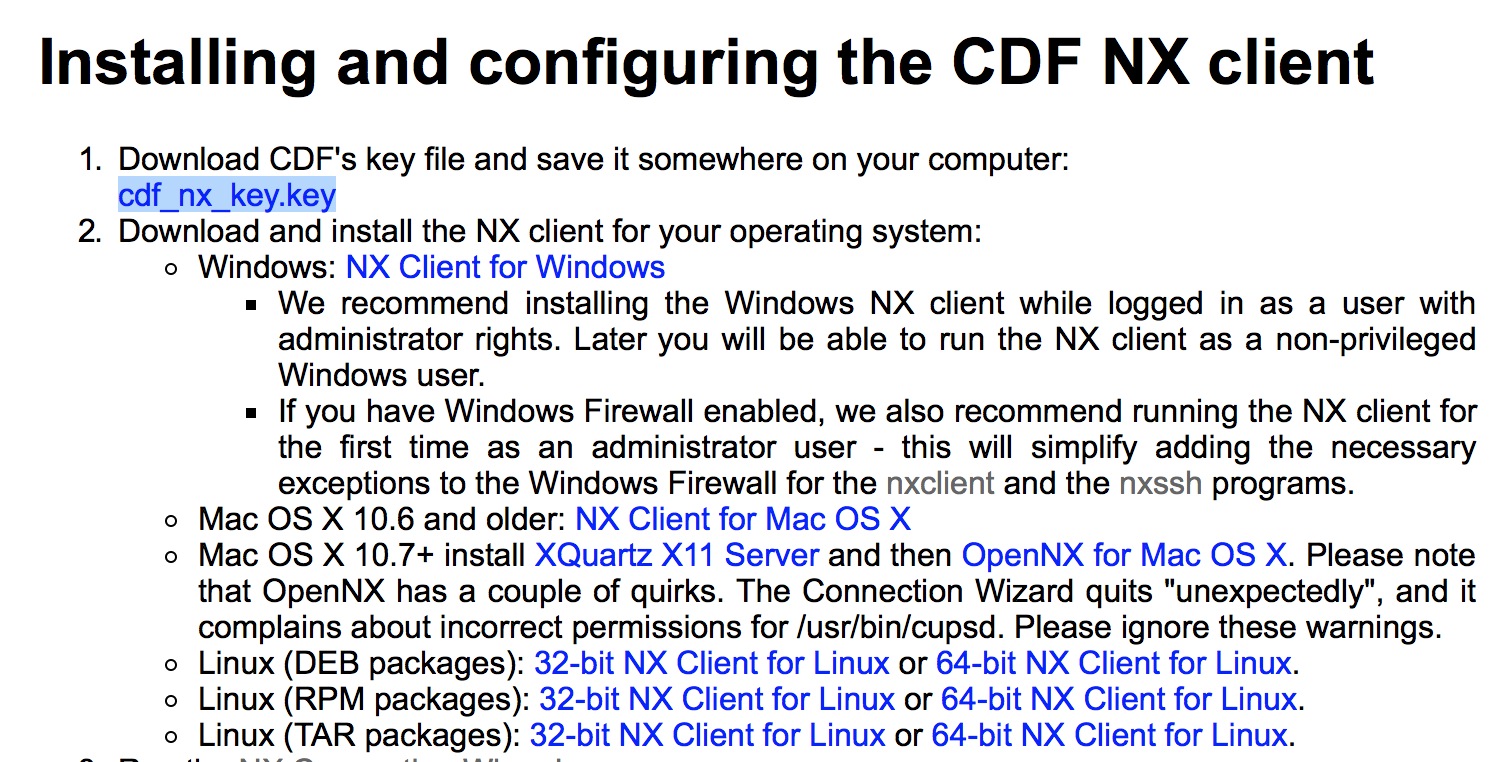 Installing and configuring the CDF NX client
1. Download CDF's key file and save it somewhere on your computer:
cdf_nx_key.key
2. Download and install the NX client for your operating system:
Windows: NX Client for Windows
We recommend installing the Windows NX client while logged in as a user with
administrator rights. Later you will be able to run the NX client as a non-privileged
Windows user.
If you have Windows Firewall enabled, we also recommend running the NX client for
the first time as an administrator user - this will simplify adding the necessary
exceptions to the Windows Firewall for the nxclient and the nxssh programs.
Mac OS X 10.6 and older: NX Client for Mac OS X
Mac OS X 10.7+ install XQuartz X11 Server and then OpenNX for Mac OS X. Please note
that OpenNX has a couple of quirks. The Connection Wizard quits "unexpectedly", and it
complains about incorrect permissions for /usr/bin/cupsd. Please ignore these warnings.
Linux (DEB packages): 32-bit NX Client for Linux or 64-bit NX Client for Linux.
Linux (RPM packages): 32-bit NX Client for Linux or 64-bit NX Client for Linux.
Linux (TAR packages): 32-bit NX Client for Linux or 64-bit NX Client for Linux.